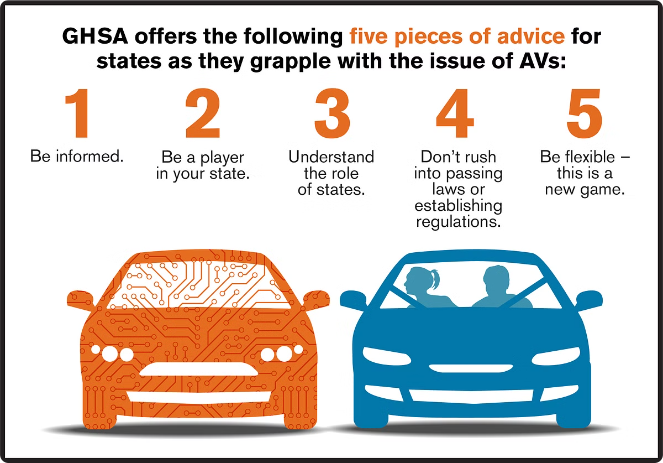 GHSA offers the following five pieces of advice for
states as they grapple with the issue of AVs:
1
Be informed.
2
Be a player
in your state.
3
Understand
the role
of states.
4
Don’t rush
into passing
laws or
establishing
regulations.
5
Be flexible –
this is a
new game.